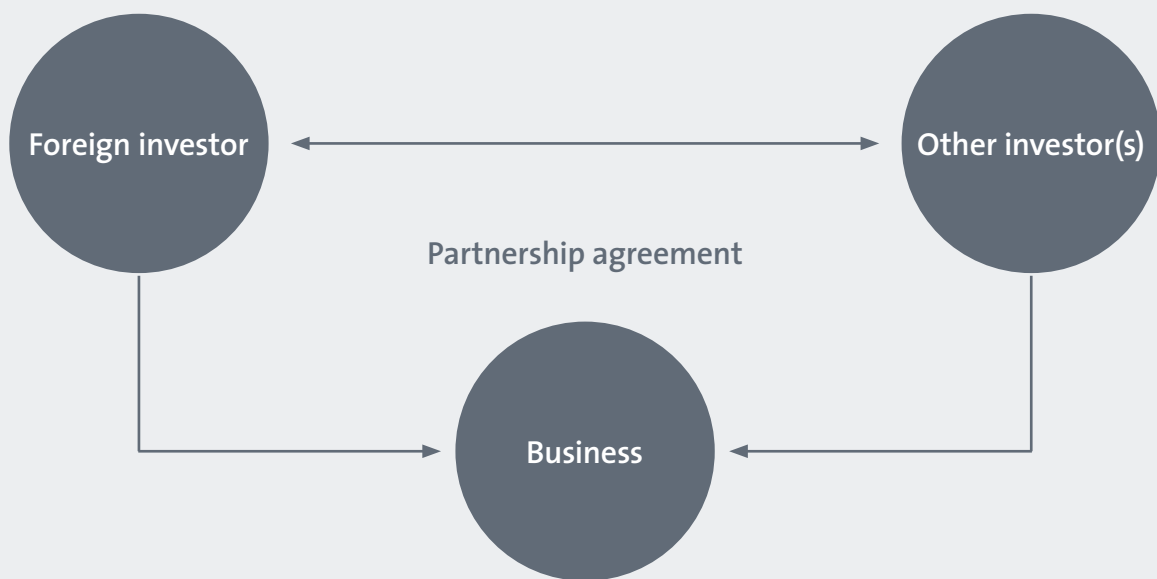 Foreign investor
Other investor(s)
Partnership agreement
Business